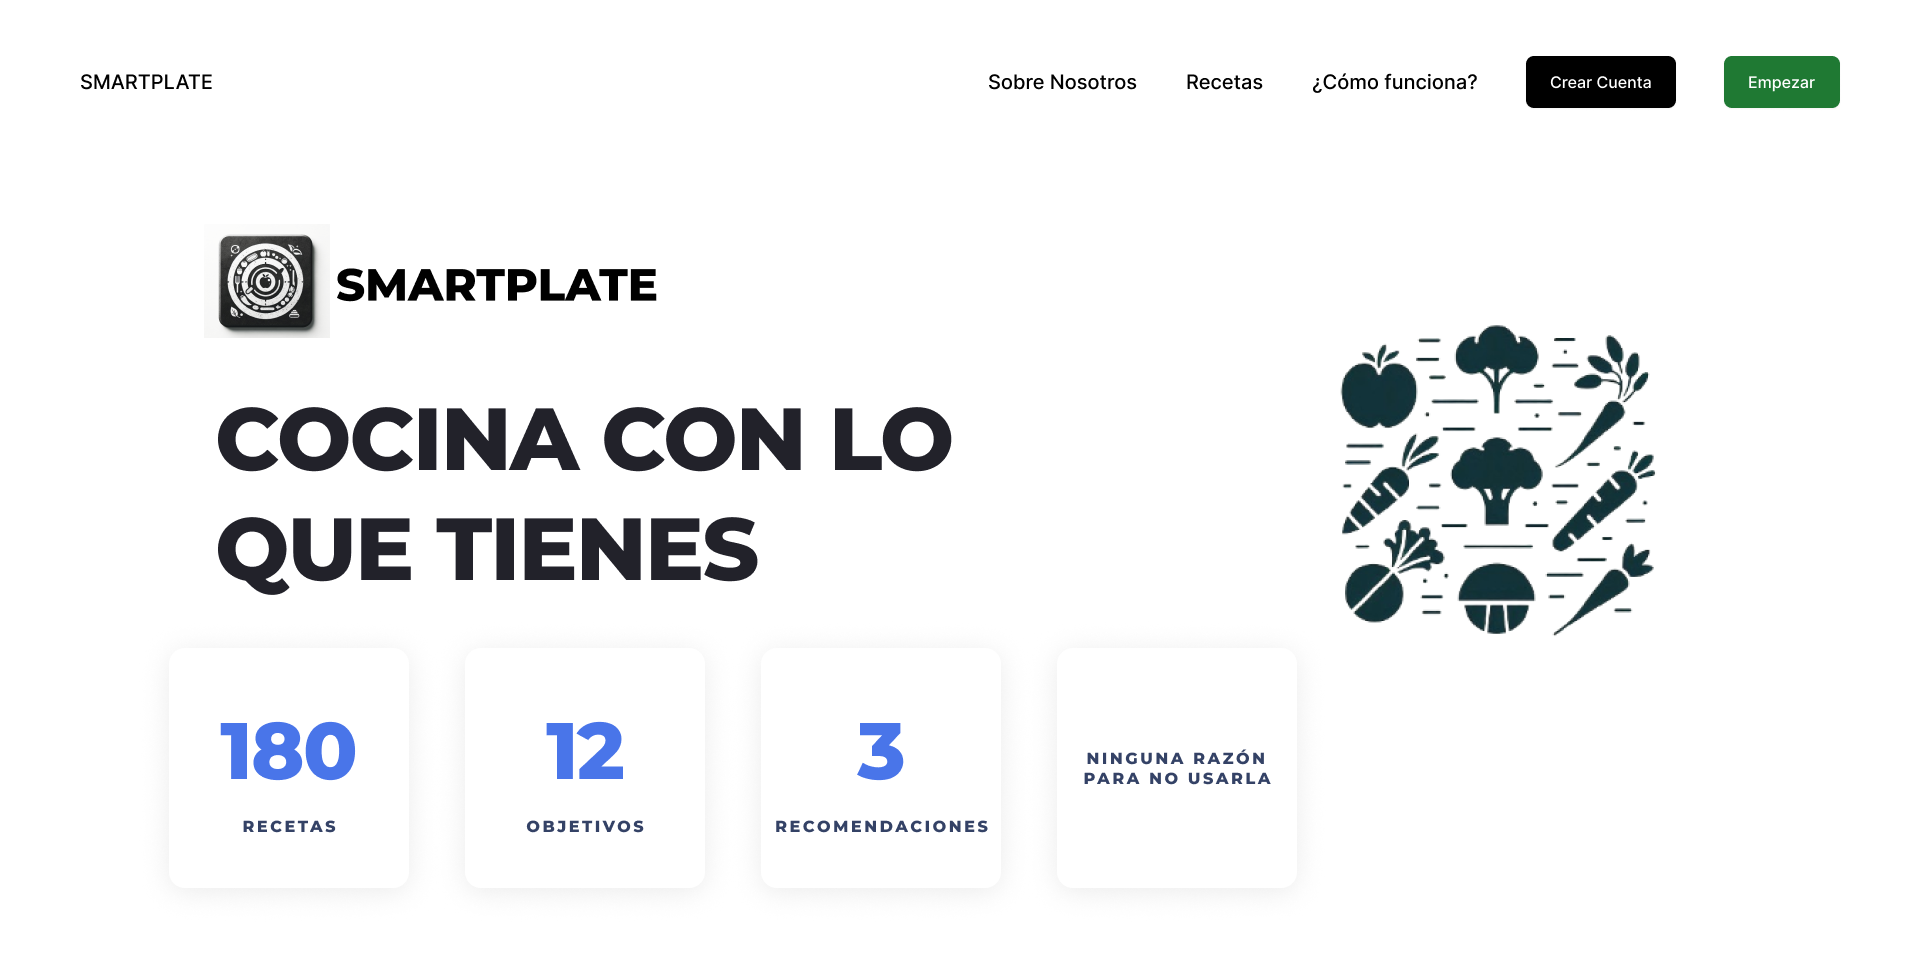 SMARTPLATE
Sobre Nosotros
Recetas
¿Cómo funciona?
Crear Cuenta
Empezar
SMARTPLATE
COCINA CON LO
QUE TIENES
180
RECETAS
12
OBJETIVOS
3
RECOMENDACIONES
NINGUNA RAZÓN
PARA NO USARLA